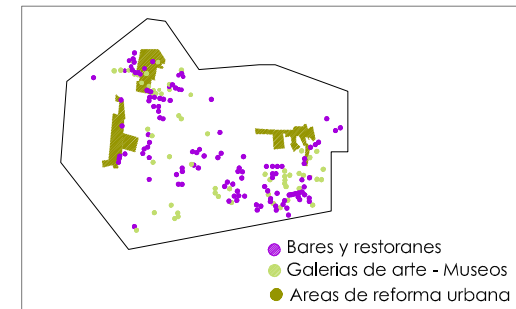 Bares y restoranes
Galerias de arte - Museos
Areas de reforma urbana